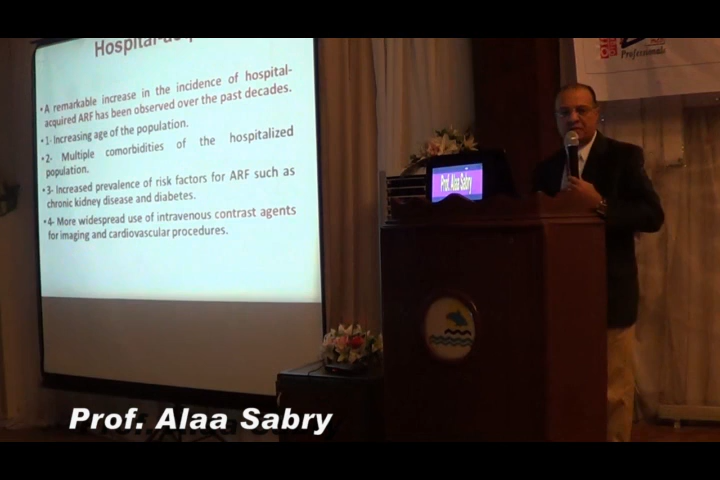 Hospital-ac
• A remarkable increase in the incidence of hospital-
acquired ARF has been observed over the past decades.
• 1- Increasing age of the population.
• 2- Multiple comorbidities of the hospitalized
population.
• 3- Increased prevalence of risk factors for ARF such as
chronic kidney disease and diabetes.
• 4- More widespread use of intravenous contrast agents
for imaging and cardiovascular procedures.
Professionals
Prof. Alaa Sabry
Prof. Alaa Sabry